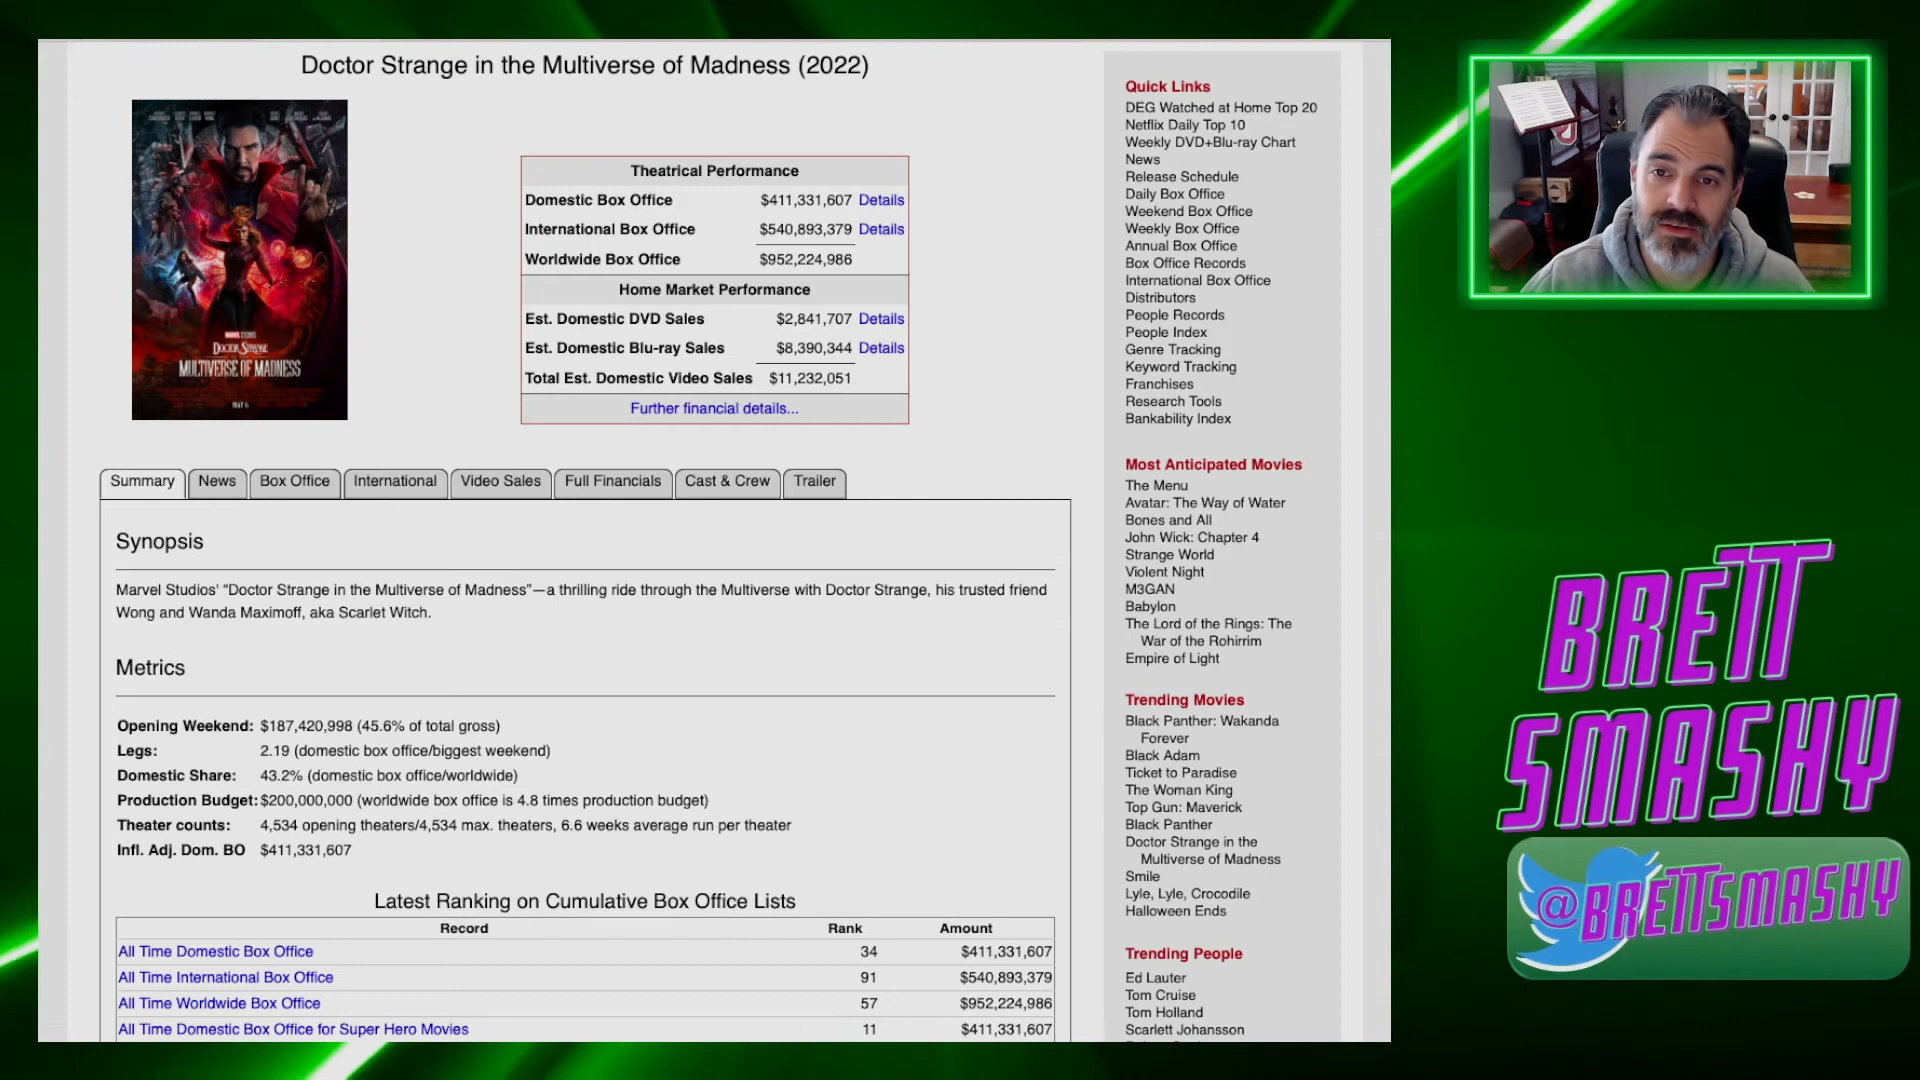 Doctor Strange in the Multiverse of Madness (2022)
MARVEL STUDIOS
DOCTOR STRANGE
MULTIVERSE OF MADNESS
MAY 6
Theatrical Performance
Domestic Box Office $411,331,607 Details
International Box Office $540,893,379 Details
Worldwide Box Office $952,224,986
Home Market Performance
Est. Domestic DVD Sales $2,841,707 Details
Est. Domestic Blu-ray Sales $8,390,344 Details
Total Est. Domestic Video Sales $11,232,051
Further financial details...
Summary News Box Office International Video Sales Full Financials Cast & Crew Trailer
Synopsis
Marvel Studios' “Doctor Strange in the Multiverse of Madness”—a thrilling ride through the Multiverse with Doctor Strange, his trusted friend
Wong and Wanda Maximoff, aka Scarlet Witch.
Metrics
Opening Weekend: $187,420,998 (45.6% of total gross)
Legs: 2.19 (domestic box office/biggest weekend)
Domestic Share: 43.2% (domestic box office/worldwide)
Production Budget: $200,000,000 (worldwide box office is 4.8 times production budget)
Theater counts: 4,534 opening theaters/4,534 max. theaters, 6.6 weeks average run per theater
Infl. Adj. Dom. BO $411,331,607
Latest Ranking on Cumulative Box Office Lists
Record Rank Amount
All Time Domestic Box Office 34 $411,331,607
All Time International Box Office 91 $540,893,379
All Time Worldwide Box Office 57 $952,224,986
All Time Domestic Box Office for Super Hero Movies 11 $411,331,607
Quick Links
DEG Watched at Home Top 20
Netflix Daily Top 10
Weekly DVD+Blu-ray Chart
News
Release Schedule
Daily Box Office
Weekend Box Office
Weekly Box Office
Annual Box Office
Box Office Records
International Box Office
Distributors
People Records
People Index
Genre Tracking
Keyword Tracking
Franchises
Research Tools
Bankability Index
Most Anticipated Movies
The Menu
Avatar: The Way of Water
Bones and All
John Wick: Chapter 4
Strange World
Violent Night
M3GAN
Babylon
The Lord of the Rings: The
War of the Rohirrim
Empire of Light
Trending Movies
Black Panther: Wakanda
Forever
Black Adam
Ticket to Paradise
The Woman King
Top Gun: Maverick
Black Panther
Doctor Strange in the
Multiverse of Madness
Smile
Lyle, Lyle, Crocodile
Halloween Ends
Trending People
Ed Lauter
Tom Cruise
Tom Holland
Scarlett Johansson
BRETT
SMASHY
@BRETTSMASHY